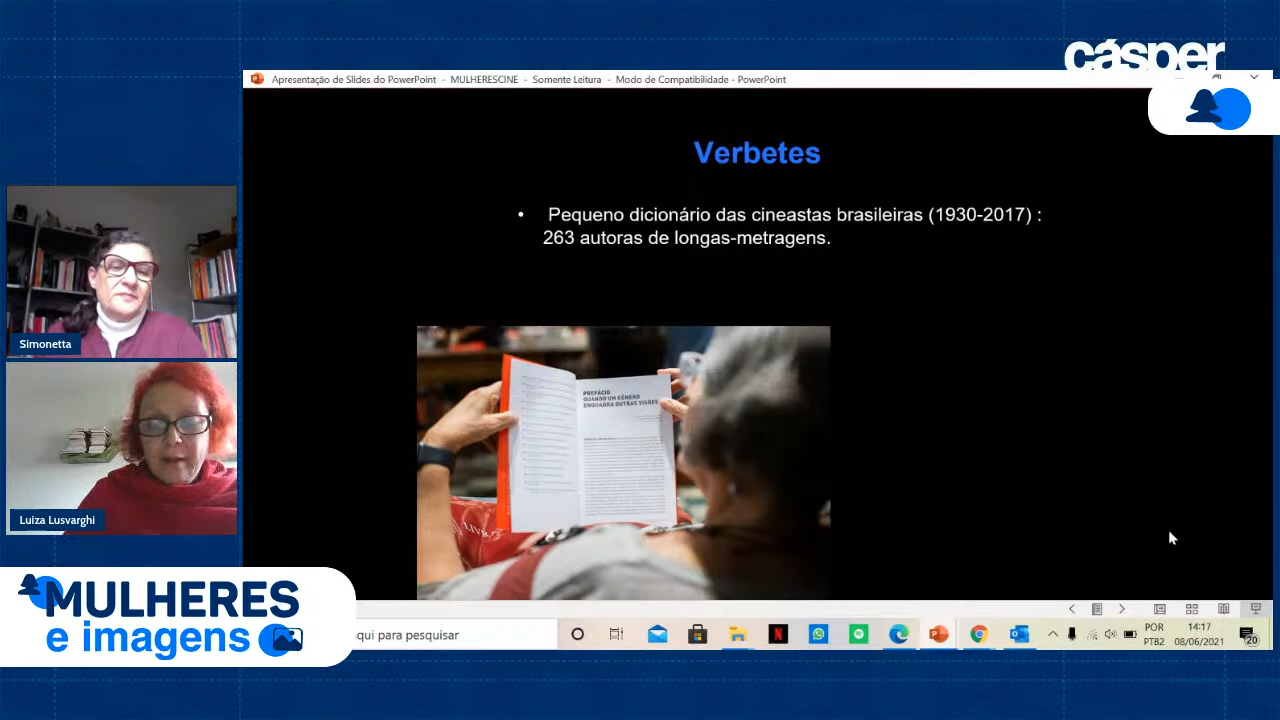 cásper
Apresentação de Slides do PowerPoint - MULHERESCINE - Somente Leitura - Modo de Compatibilidade - PowerPoint
Verbetes
• Pequeno dicionário das cineastas brasileiras (1930-2017) :
263 autoras de longas-metragens.
Simonetta
PREFÁCIO
QUANDO UM GÊNERO
ENQUADRA OUTRAS VISÕES
Luiza Lusvarghi
MULHERES
e imagens
qui para pesquisar
POR
PTB2
14:17
08/06/2021
20